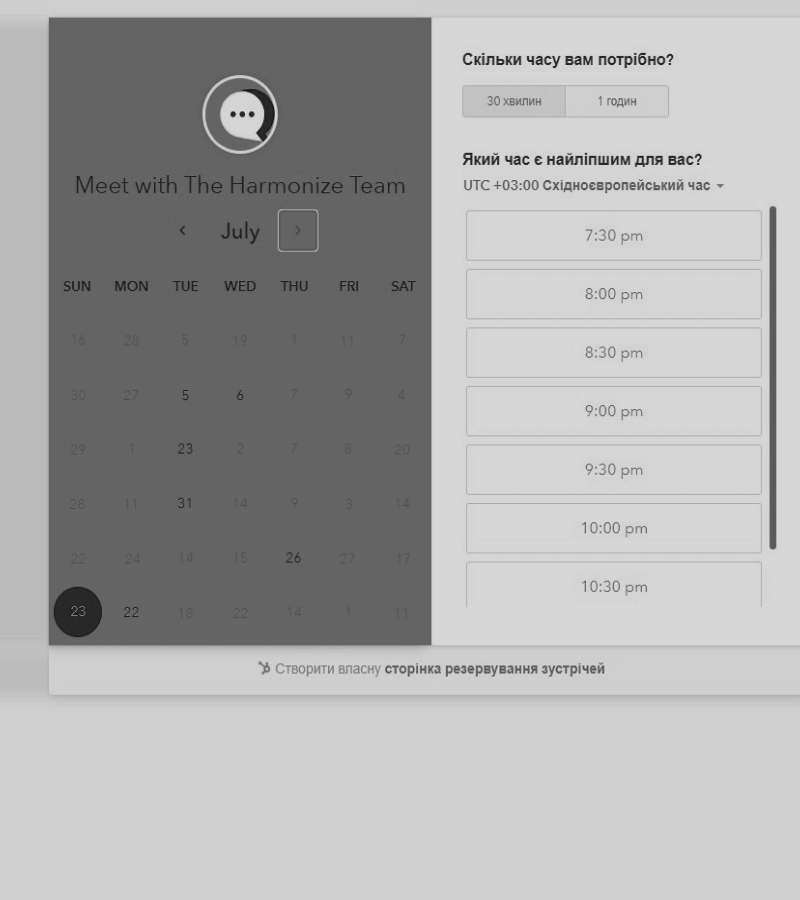 Meet with The Harmonize Team
July
SUN MON TUE WED THU FRI SAT
16 28 5 19 1 11 7
30 27 5 6 7 9 4
29 1 23 2 7 8 20
28 11 31 14 9 3 14
22 24 14 15 26 27 17
23 22 18 22 14 1 11
Скільки часу вам потрібно?
30 хвилин 1 годин
Який час є найліпшим для вас?
UTC +03:00 Східноєвропейський час
7:30 pm
8:00 pm
8:30 pm
9:00 pm
9:30 pm
10:00 pm
10:30 pm
Створити власну сторінка резервування зустрічей